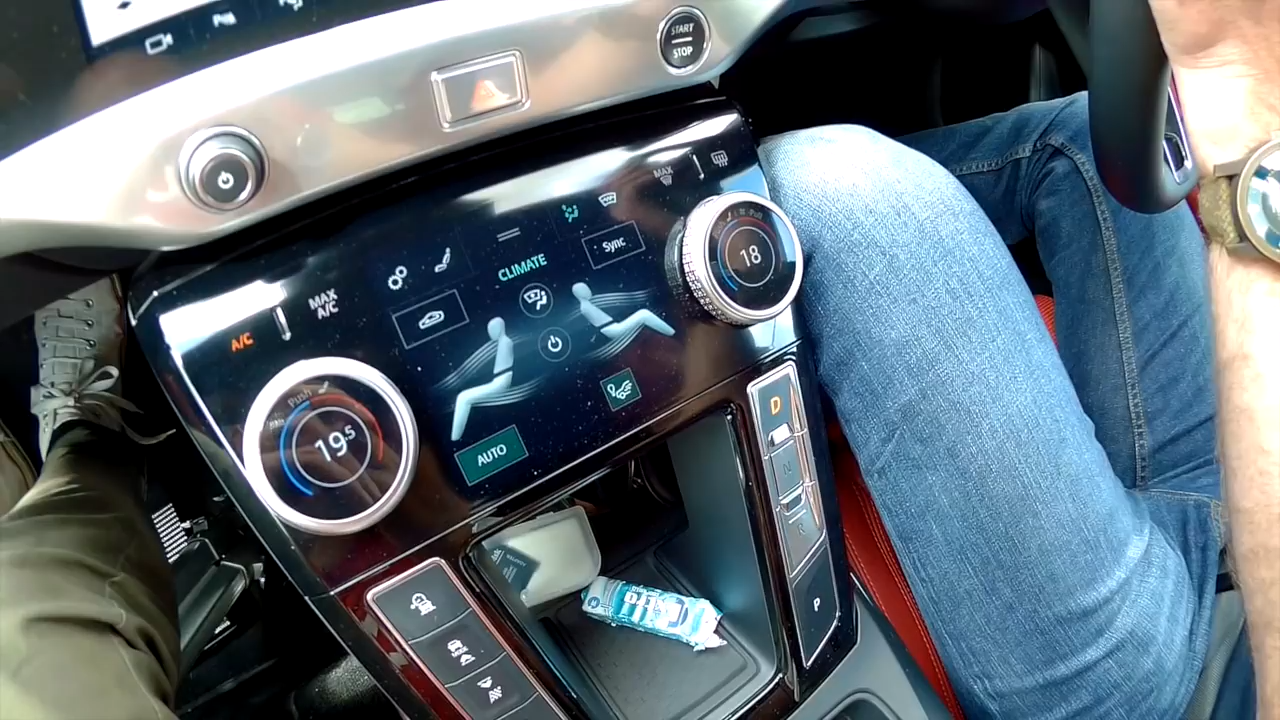 START
STOP
MAX
Sync
18
CLIMATE
MAX
A/C
A/C
Push
19.5
AUTO
D
N
R
P